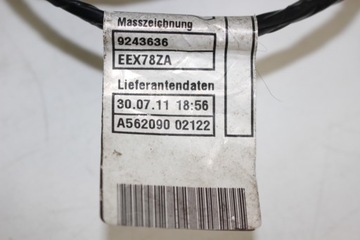 Masszeichnung
9243636
EEX78ZA
Lieferantendaten
30.07.11 18:56
A562090 02122